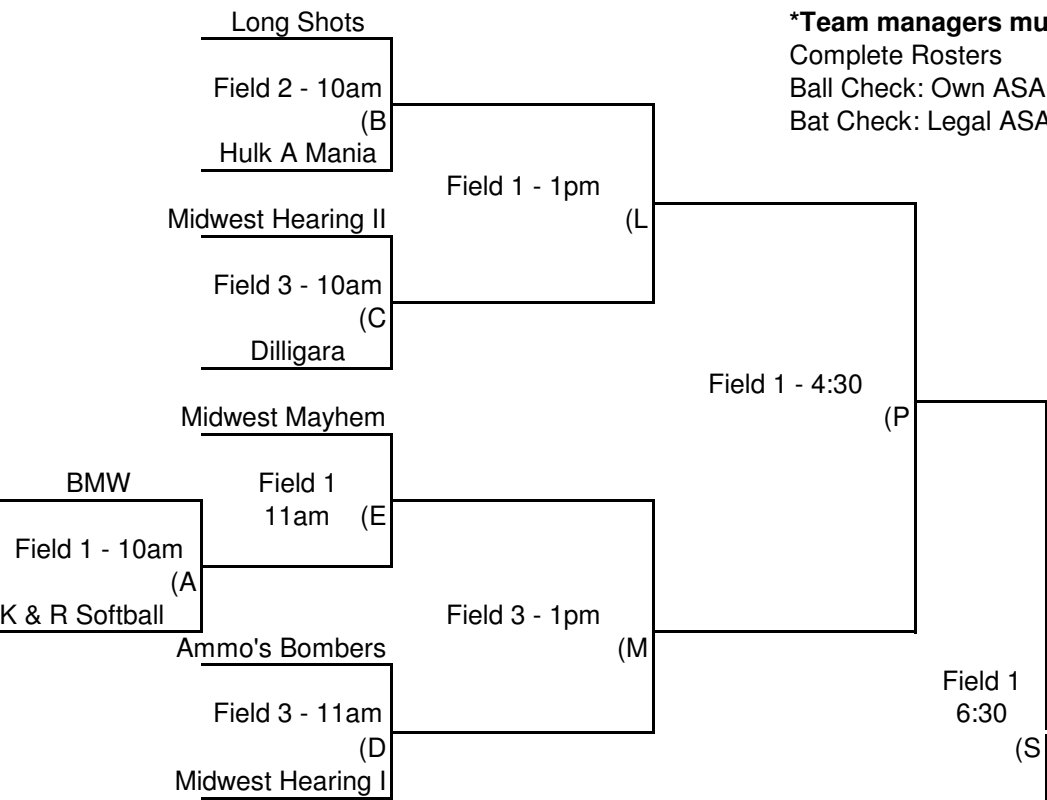 Long Shots
*Team managers mu
Complete Rosters
Field 2 - 10am
Ball Check: Own ASA
(B
Bat Check: Legal ASA
Hulk A Mania
Field 1 - 1pm
Midwest Hearing II
(L
Field 3 - 10am
(C
Dilligara
Field 1 - 4:30
Midwest Mayhem
(P
BMW
Field 1
11am
(E
Field 1 - 10am
(A
K & R Softball
Field 3 - 1pm
Ammo's Bombers
(M
Field 1
6:30
Field 3 - 11am
(D
(S
Midwest Hearing I